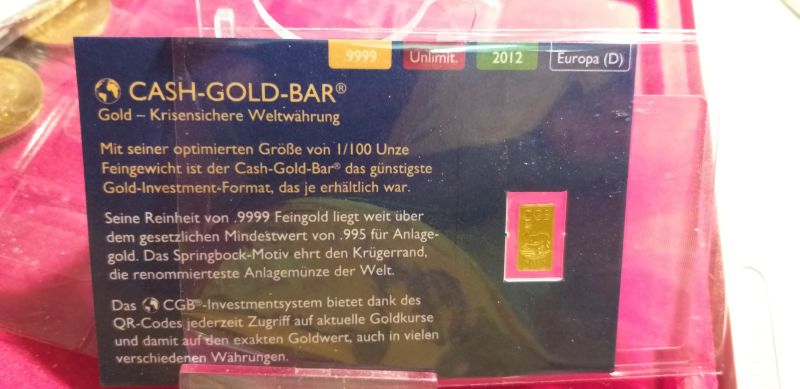 .9999 Unlimit. 2012 Europa (D)
CASH-GOLD-BAR®
Gold – Krisensichere Weltwährung
Mit seiner optimierten Größe von 1/100 Unze
Feingewicht ist der Cash-Gold-Bar® das günstigste
Gold-Investment-Format, das je erhältlich war.
Seine Reinheit von .9999 Feingold liegt weit über
dem gesetzlichen Mindestwert von .995 für Anlage-
gold. Das Springbock-Motiv ehrt den Krügerrand,
die renommierteste Anlagemünze der Welt.
Das CGB®-Investmentsystem bietet dank des
QR-Codes jederzeit Zugriff auf aktuelle Goldkurse
und damit auf den exakten Goldwert, auch in vielen
verschiedenen Währungen.
CGB